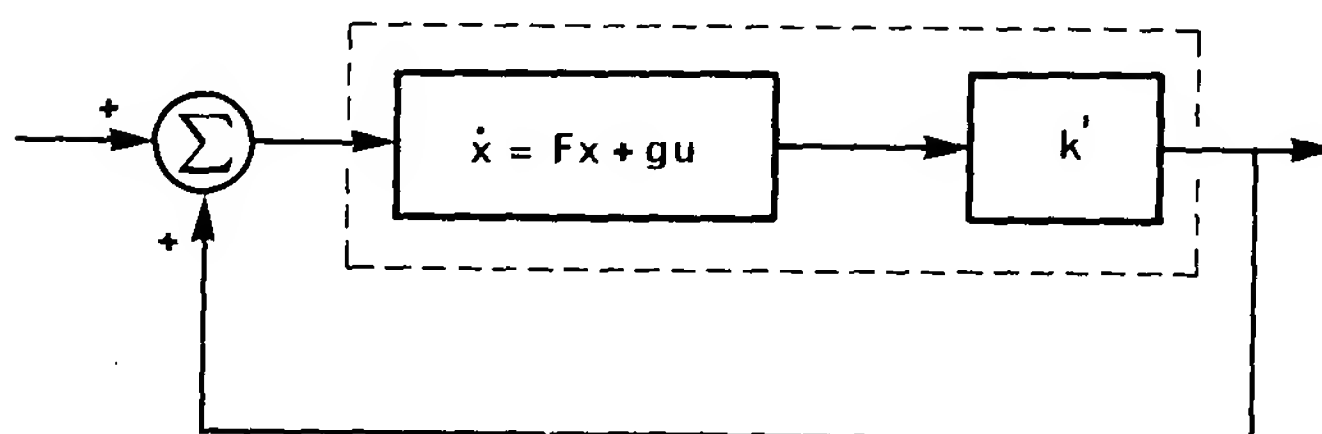 +
Σ
ẋ = Fx + gu
k'
+